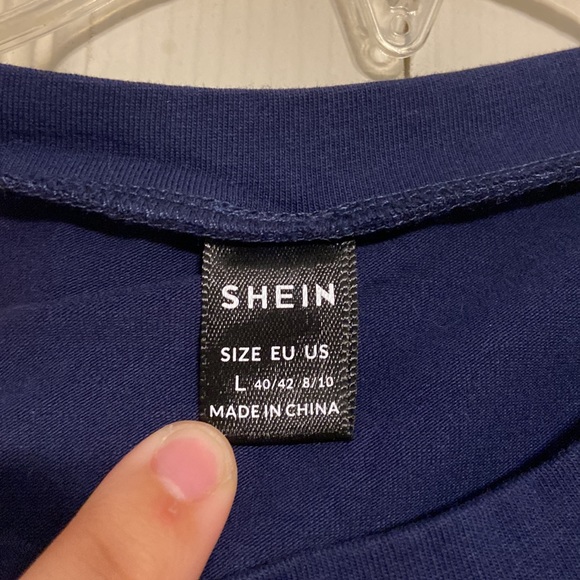 SHEIN
SIZE EU US
L 40/42 8/10
MADE IN CHINA